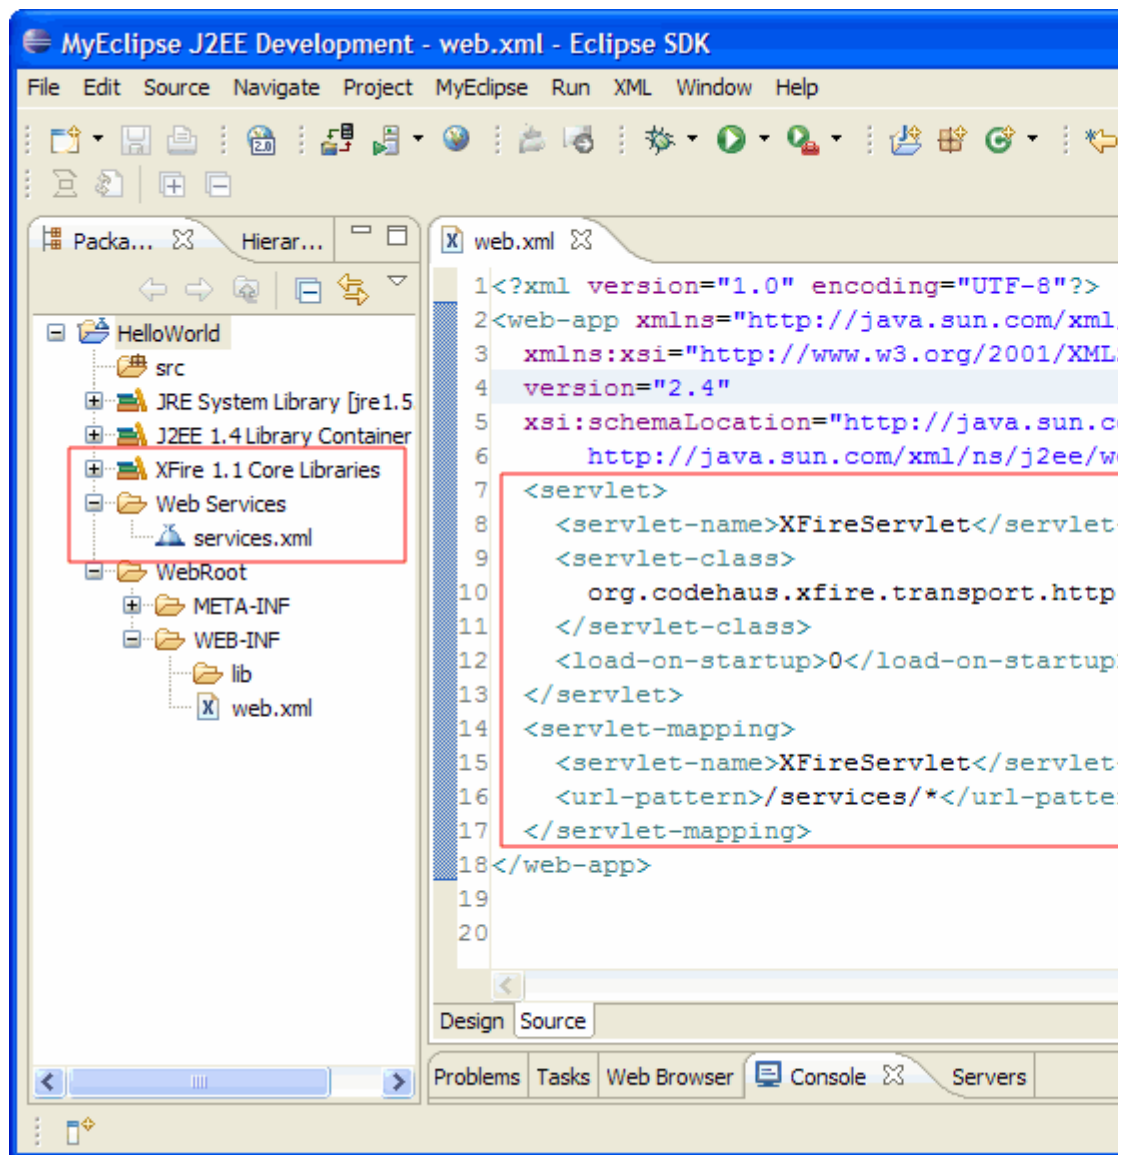 MyEclipse J2EE Development - web.xml - Eclipse SDK
File Edit Source Navigate Project MyEclipse Run XML Window Help
2.0
Packa... Hierar...
HelloWorld
src
JRE System Library [jre1.5
J2EE 1.4 Library Container
XFire 1.1 Core Libraries
Web Services
services.xml
WebRoot
META-INF
WEB-INF
lib
web.xml
web.xml
1 <?xml version="1.0" encoding="UTF-8"?>
2 <web-app xmlns="http://java.sun.com/xml/
3 xmlns:xsi="http://www.w3.org/2001/XMLS
4 version="2.4"
5 xsi:schemaLocation="http://java.sun.co
6 http://java.sun.com/xml/ns/j2ee/we
7 <servlet>
8 <servlet-name>XFireServlet</servlet-
9 <servlet-class>
10 org.codehaus.xfire.transport.http
11 </servlet-class>
12 <load-on-startup>0</load-on-startup
13 </servlet>
14 <servlet-mapping>
15 <servlet-name>XFireServlet</servlet-
16 <url-pattern>/services/*</url-patte
17 </servlet-mapping>
18 </web-app>
19
20
Design Source
Problems Tasks Web Browser Console Servers